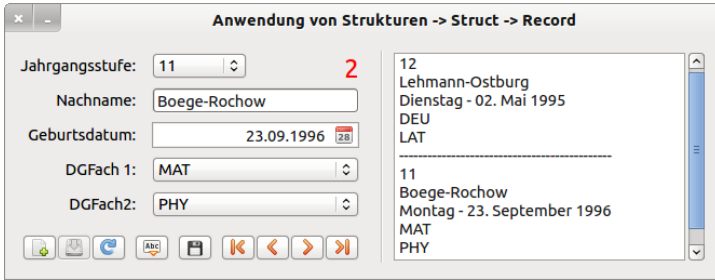 Anwendung von Strukturen -> Struct -> Record
Jahrgangsstufe: 11 2
Nachname: Boege-Rochow
Geburtsdatum: 23.09.1996 28
DGFach 1: MAT
DGFach2: PHY
Abc
12
Lehmann-Ostburg
Dienstag - 02. Mai 1995
DEU
LAT
--------------------------------------------
11
Boege-Rochow
Montag - 23. September 1996
MAT
PHY